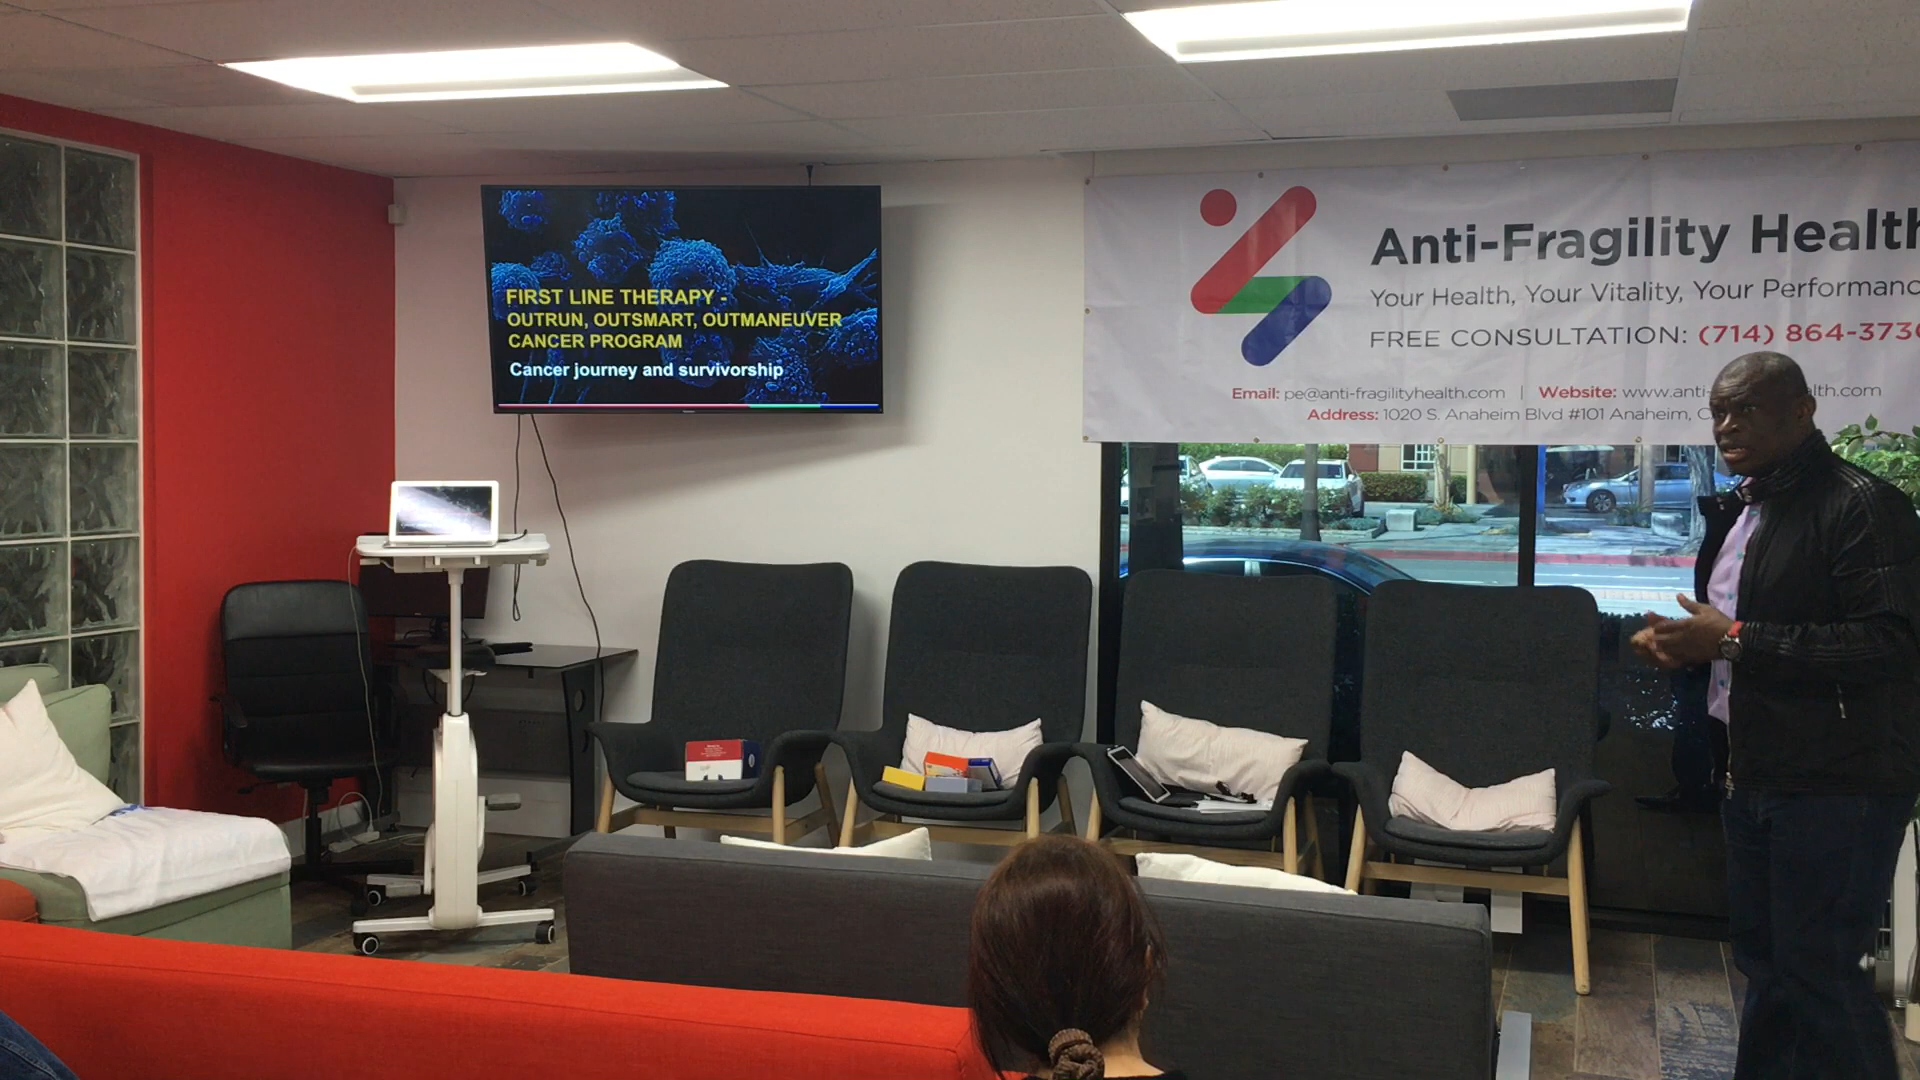 FIRST LINE THERAPY -
OUTRUN, OUTSMART, OUTMANEUVER
CANCER PROGRAM
Cancer journey and survivorship
Anti-Fragility Health
Your Health, Your Vitality, Your Performanc
FREE CONSULTATION: (714) 864-373
Email: pe@anti-fragilityhealth.com | Website: www.anti- alth.com
Address: 1020 S. Anaheim Blvd #101 Anaheim, C